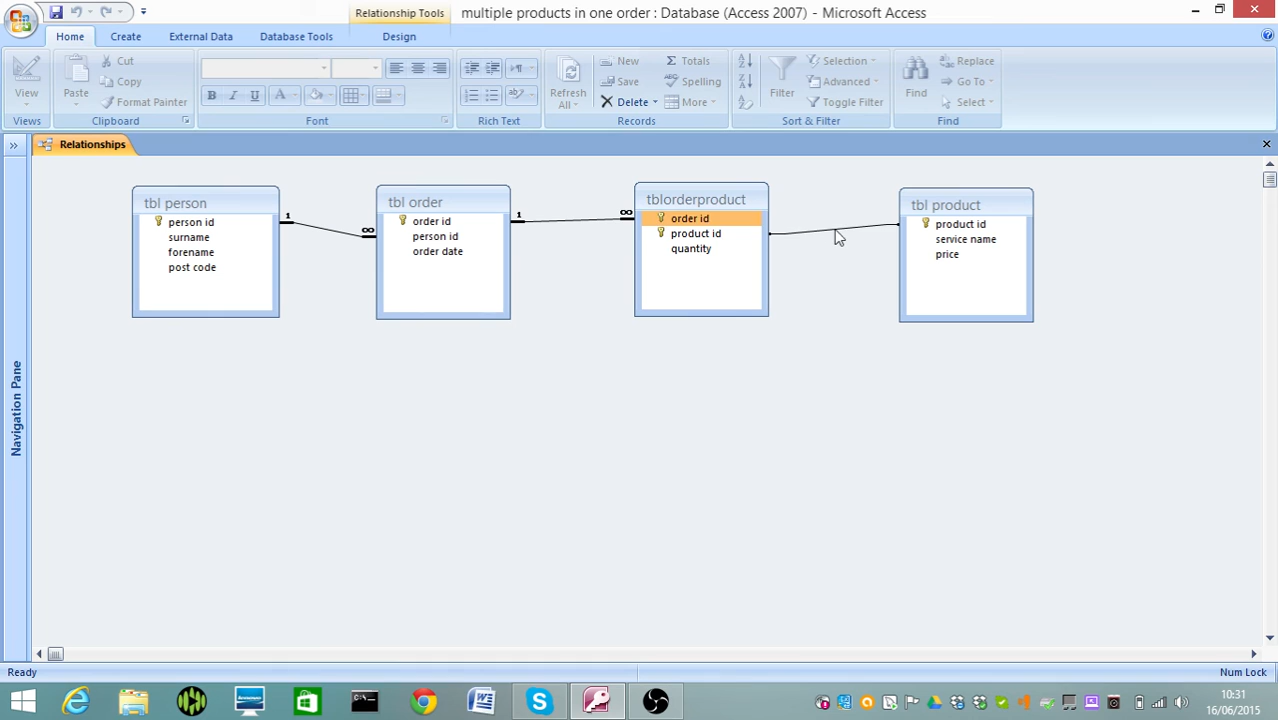 Relationship Tools
multiple products in one order : Database (Access 2007) - Microsoft Access
Home
Create
External Data
Database Tools
Design
View
Views
Paste
Cut
Copy
Format Painter
Clipboard
B I U A
ab
Font
Rich Text
Refresh
All
New
Save
Delete
Σ Totals
Spelling
More
Records
Filter
Selection
Advanced
Toggle Filter
Sort & Filter
Find
Replace
Go To
Select
Find
Relationships
Navigation Pane
tbl person
person id
surname
forename
post code
1
∞
tbl order
order id
person id
order date
1
∞
tblorderproduct
order id
product id
quantity
tbl product
product id
service name
price
Ready
Num Lock
10:31
16/06/2015